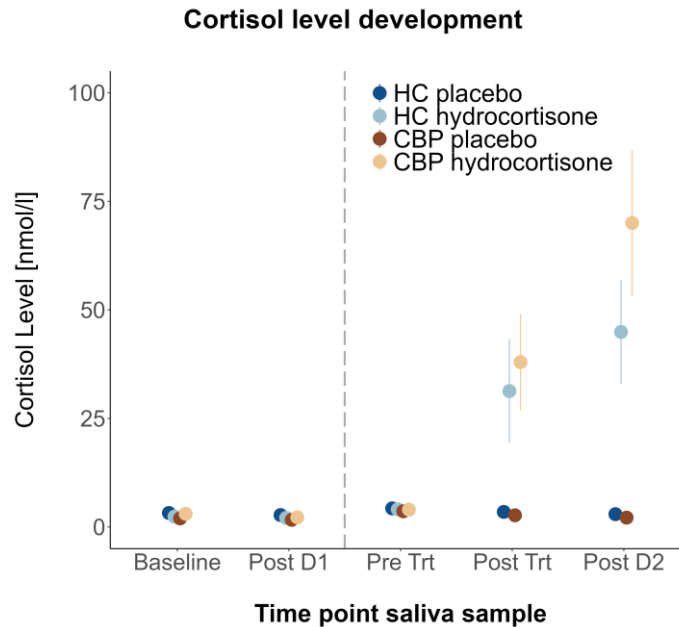 Cortisol level development
HC placebo
HC hydrocortisone
CBP placebo
CBP hydrocortisone
100
75
50
25
0
Cortisol Level [nmol/l]
Baseline Post D1 Pre Trt Post Trt Post D2
Time point saliva sample